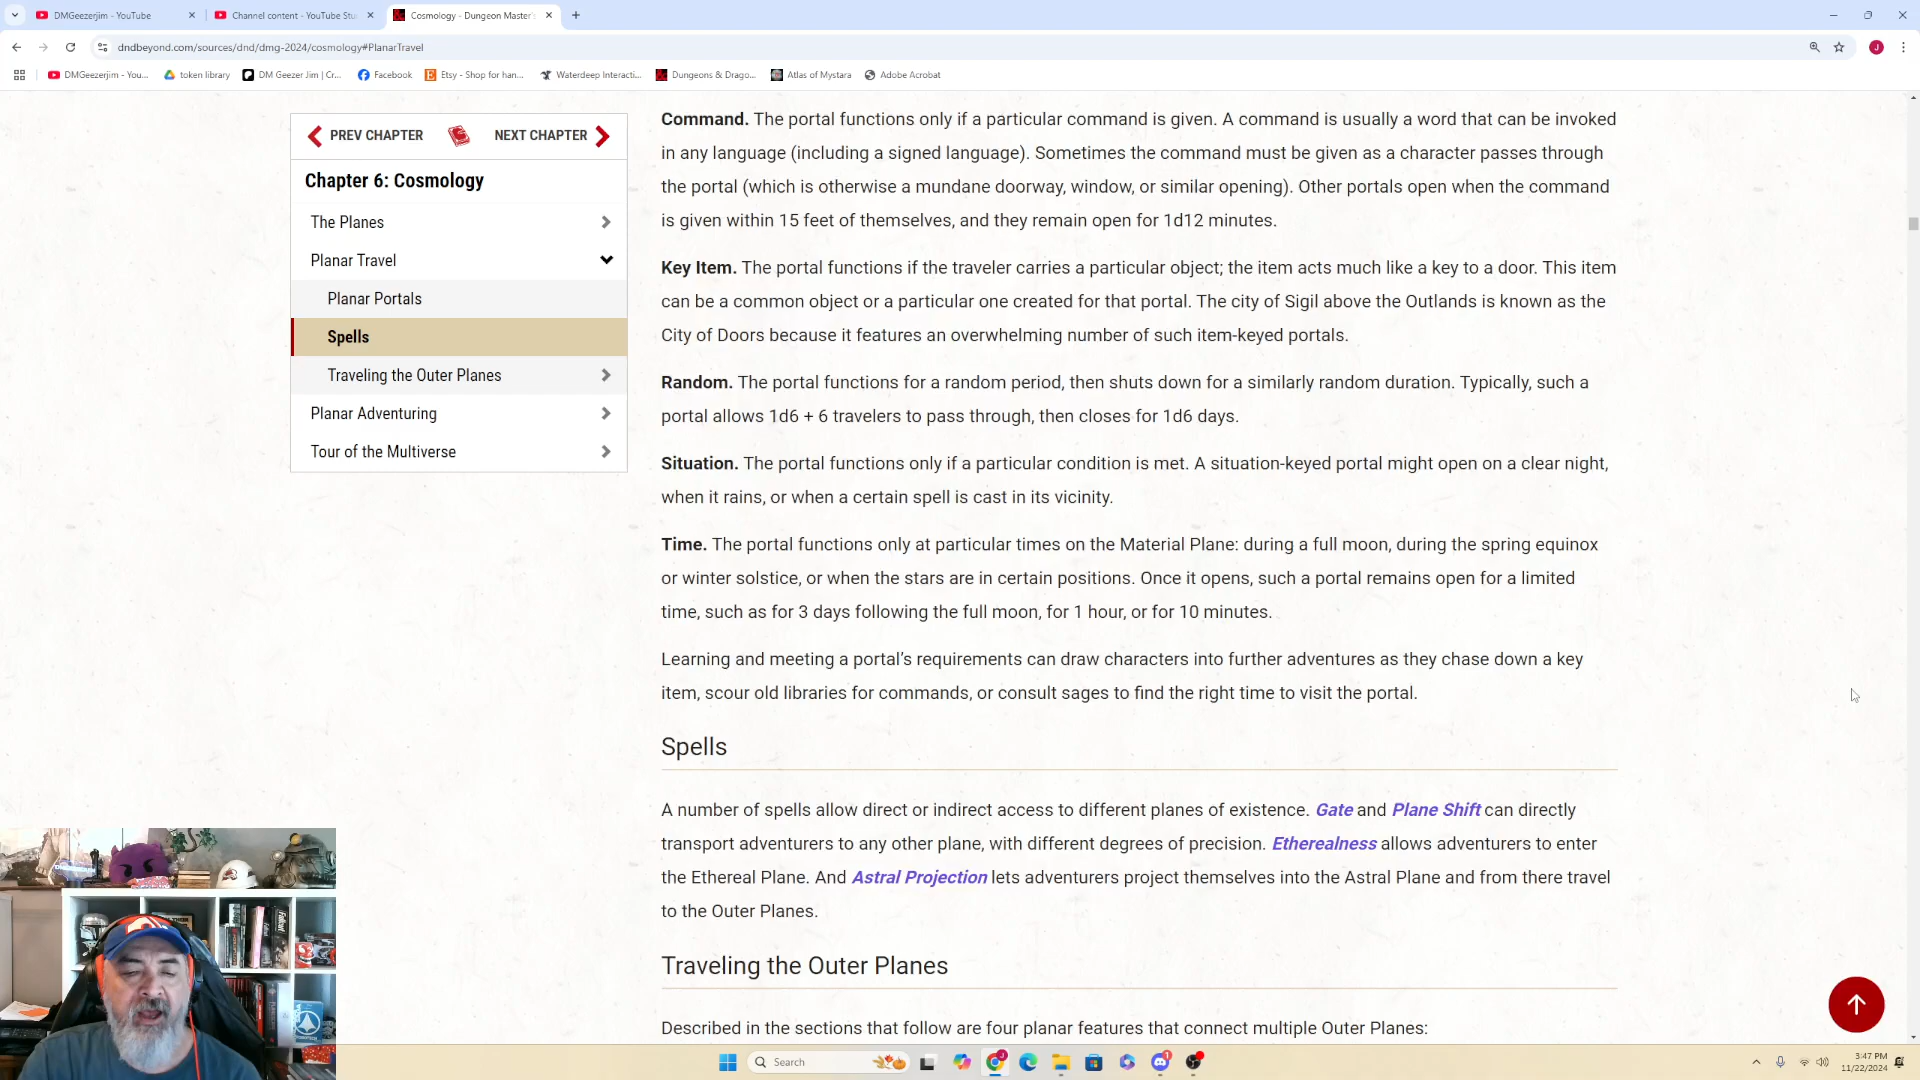 DMGeezerjim - YouTube
Channel content - YouTube Stu
Cosmology - Dungeon Master's
dndbeyond.com/sources/dnd/dmg-2024/cosmology#PlanarTravel
J
DMGeezerjim - You...
token library
DM Geezer Jim | Cr...
Facebook
Etsy - Shop for han...
Waterdeep Interacti...
Dungeons & Drago...
Atlas of Mystara
Adobe Acrobat
PREV CHAPTER
NEXT CHAPTER
Chapter 6: Cosmology
The Planes
Planar Travel
Planar Portals
Spells
Traveling the Outer Planes
Planar Adventuring
Tour of the Multiverse
Command. The portal functions only if a particular command is given. A command is usually a word that can be invoked
in any language (including a signed language). Sometimes the command must be given as a character passes through
the portal (which is otherwise a mundane doorway, window, or similar opening). Other portals open when the command
is given within 15 feet of themselves, and they remain open for 1d12 minutes.
Key Item. The portal functions if the traveler carries a particular object; the item acts much like a key to a door. This item
can be a common object or a particular one created for that portal. The city of Sigil above the Outlands is known as the
City of Doors because it features an overwhelming number of such item-keyed portals.
Random. The portal functions for a random period, then shuts down for a similarly random duration. Typically, such a
portal allows 1d6 + 6 travelers to pass through, then closes for 1d6 days.
Situation. The portal functions only if a particular condition is met. A situation-keyed portal might open on a clear night,
when it rains, or when a certain spell is cast in its vicinity.
Time. The portal functions only at particular times on the Material Plane: during a full moon, during the spring equinox
or winter solstice, or when the stars are in certain positions. Once it opens, such a portal remains open for a limited
time, such as for 3 days following the full moon, for 1 hour, or for 10 minutes.
Learning and meeting a portal's requirements can draw characters into further adventures as they chase down a key
item, scour old libraries for commands, or consult sages to find the right time to visit the portal.
Spells
A number of spells allow direct or indirect access to different planes of existence. Gate and Plane Shift can directly
transport adventurers to any other plane, with different degrees of precision. Etherealness allows adventurers to enter
the Ethereal Plane. And Astral Projection lets adventurers project themselves into the Astral Plane and from there travel
to the Outer Planes.
Traveling the Outer Planes
Described in the sections that follow are four planar features that connect multiple Outer Planes:
Search
3:47 PM
11/22/2024